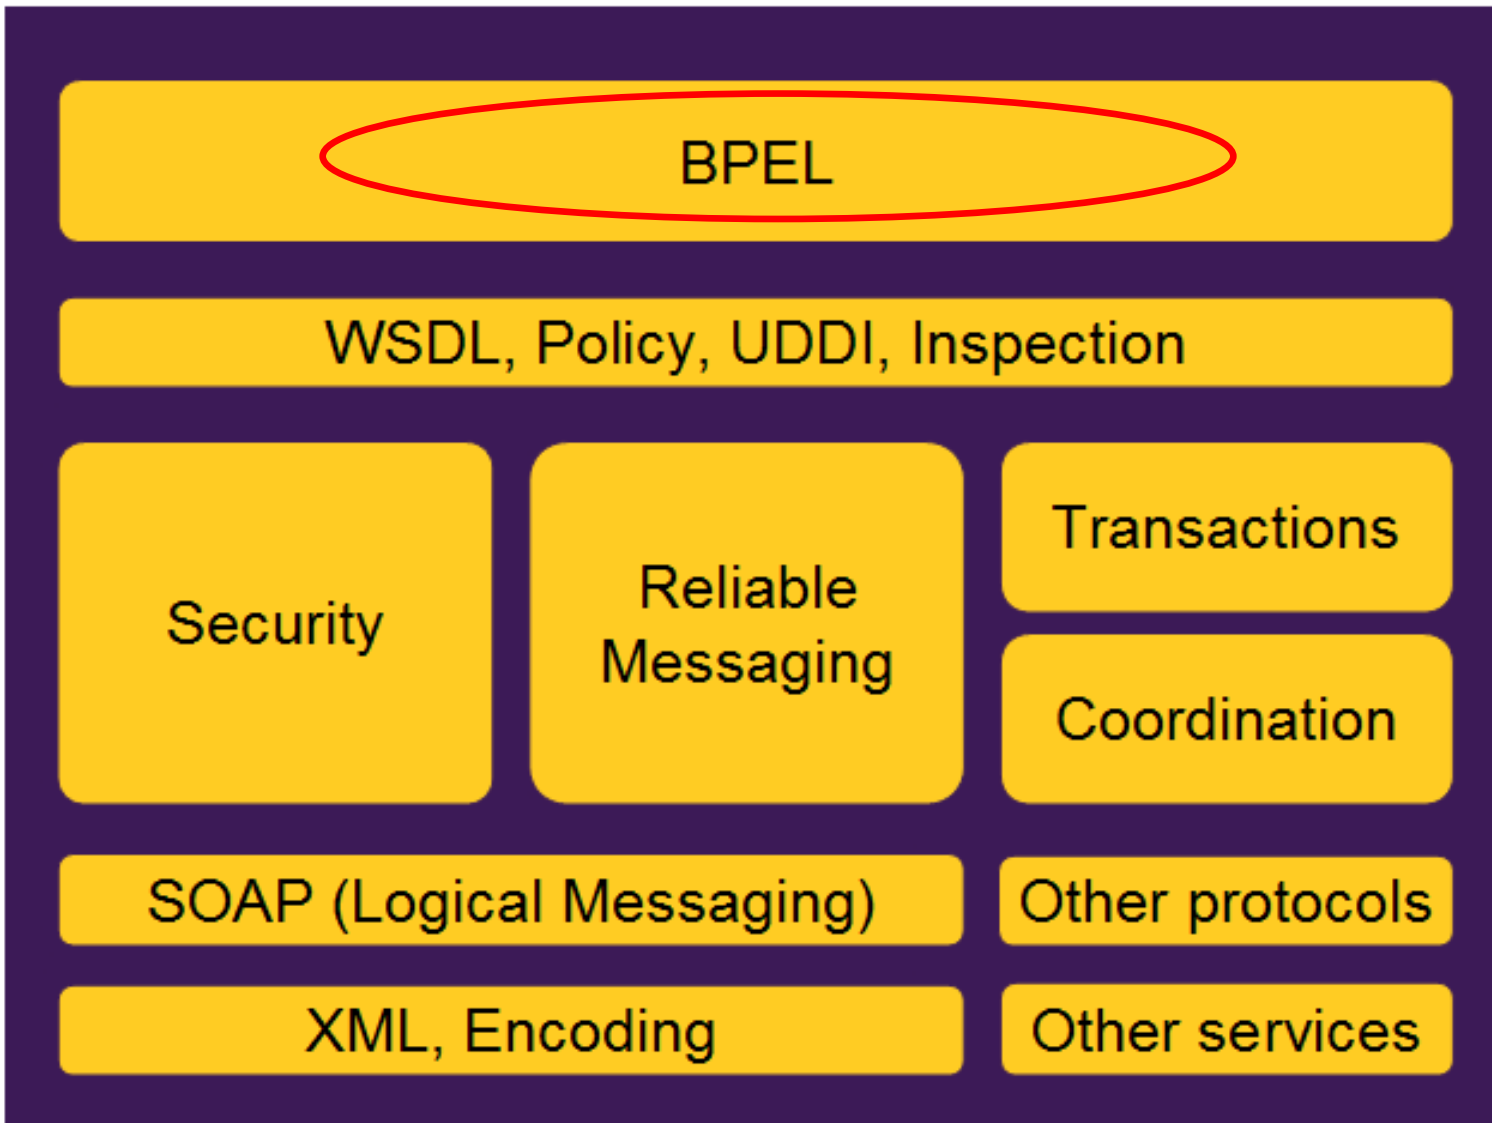 BPEL
WSDL, Policy, UDDI, Inspection
Security
Reliable
Messaging
Transactions
Coordination
SOAP (Logical Messaging)
Other protocols
XML, Encoding
Other services